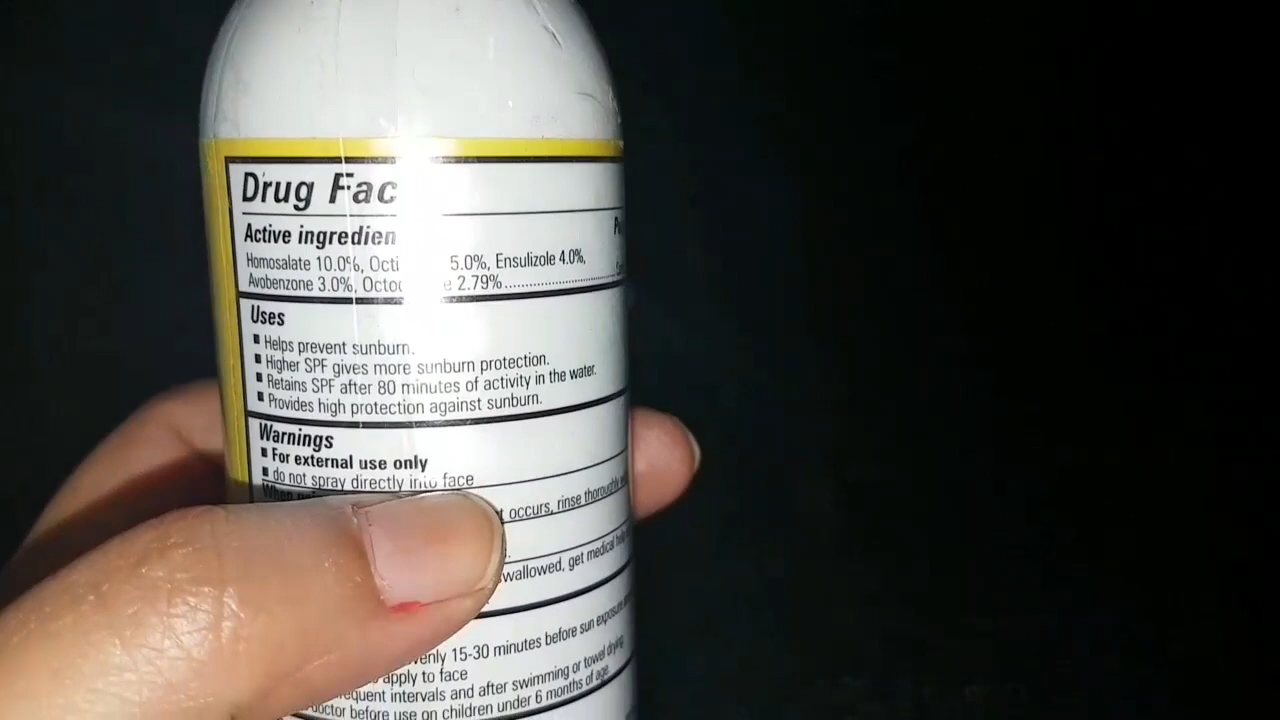 Drug Fac
Active ingredien
Homosalate 10.0%, Octi 5.0%, Ensulizole 4.0%,
Avobenzone 3.0%, Octoc e 2.79%
Uses
▪ Helps prevent sunburn.
▪ Higher SPF gives more sunburn protection.
▪ Retains SPF after 80 minutes of activity in the water.
▪ Provides high protection against sunburn.
Warnings
▪ For external use only
▪ do not spray directly into face
When occurs, rinse thoroughly
wallowed, get medical help
venly 15-30 minutes before sun exposure
apply to face
equent intervals and after swimming or towel drying.
doctor before use on children under 6 months of age.